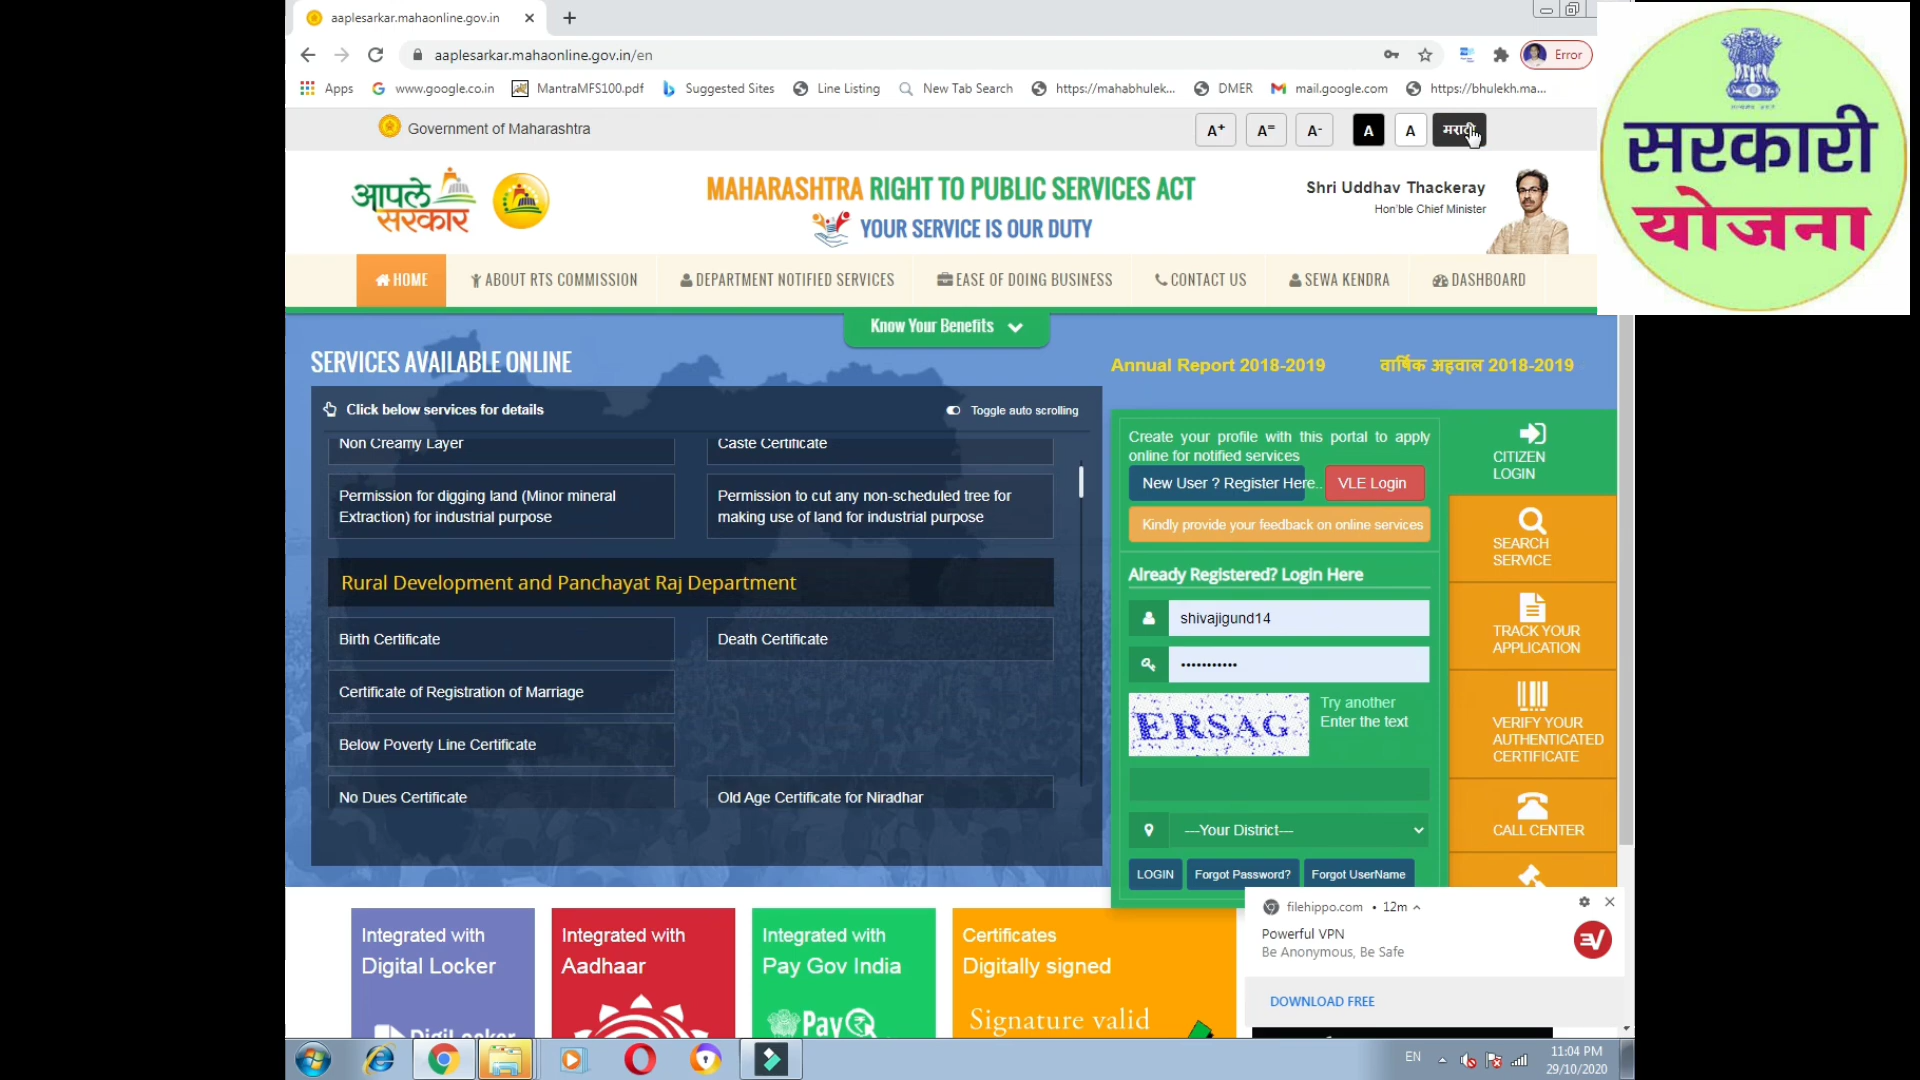 aaplesarkar.mahaonline.gov.in
aaplesarkar.mahaonline.gov.in/en
Error
Apps
www.google.co.in
MantraMFS100.pdf
Suggested Sites
Line Listing
New Tab Search
https://mahabhulek...
DMER
mail.google.com
https://bhulekh.ma...
Government of Maharashtra
A+
A=
A-
A
A
मराठी
सरकारी
योजना
आपले
सरकार
MAHARASHTRA RIGHT TO PUBLIC SERVICES ACT
YOUR SERVICE IS OUR DUTY
Shri Uddhav Thackeray
Hon'ble Chief Minister
HOME
ABOUT RTS COMMISSION
DEPARTMENT NOTIFIED SERVICES
EASE OF DOING BUSINESS
CONTACT US
SEWA KENDRA
DASHBOARD
Know Your Benefits
SERVICES AVAILABLE ONLINE
Annual Report 2018-2019
वार्षिक अहवाल 2018-2019
Click below services for details
Toggle auto scrolling
Non Creamy Layer
Caste Certificate
Permission for digging land (Minor mineral
Extraction) for industrial purpose
Permission to cut any non-scheduled tree for
making use of land for industrial purpose
Rural Development and Panchayat Raj Department
Birth Certificate
Death Certificate
Certificate of Registration of Marriage
Below Poverty Line Certificate
No Dues Certificate
Old Age Certificate for Niradhar
Create your profile with this portal to apply
online for notified services
New User ? Register Here..
VLE Login
Kindly provide your feedback on online services
Already Registered? Login Here
shivajigund14
•••••••••••
ERSAG
Try another
Enter the text
---Your District---
LOGIN
Forgot Password?
Forgot UserName
CITIZEN
LOGIN
SEARCH
SERVICE
TRACK YOUR
APPLICATION
VERIFY YOUR
AUTHENTICATED
CERTIFICATE
CALL CENTER
Integrated with
Digital Locker
DigiLocker
Integrated with
Aadhaar
Integrated with
Pay Gov India
Pay
Certificates
Digitally signed
Signature valid
filehippo.com • 12m
Powerful VPN
Be Anonymous, Be Safe
DOWNLOAD FREE
EN
11:04 PM
29/10/2020